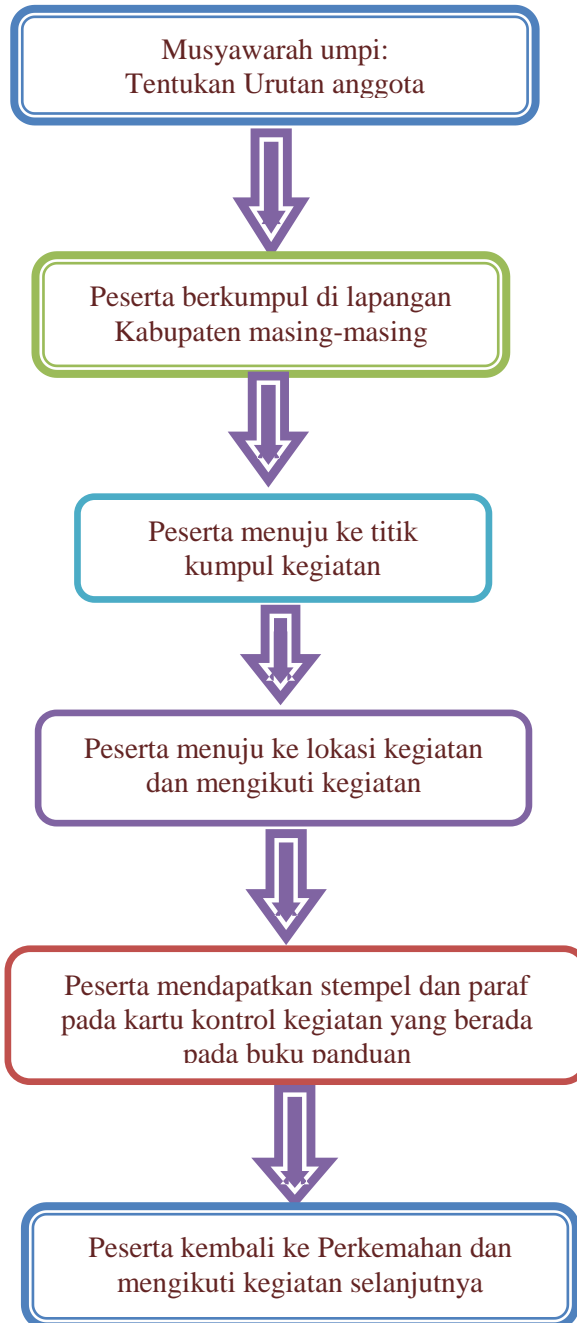 Musyawarah umpi:
Tentukan Urutan anggota
Peserta berkumpul di lapangan
Kabupaten masing-masing
Peserta menuju ke titik
kumpul kegiatan
Peserta menuju ke lokasi kegiatan
dan mengikuti kegiatan
Peserta mendapatkan stempel dan paraf
pada kartu kontrol kegiatan yang berada
pada buku panduan
Peserta kembali ke Perkemahan dan
mengikuti kegiatan selanjutnya